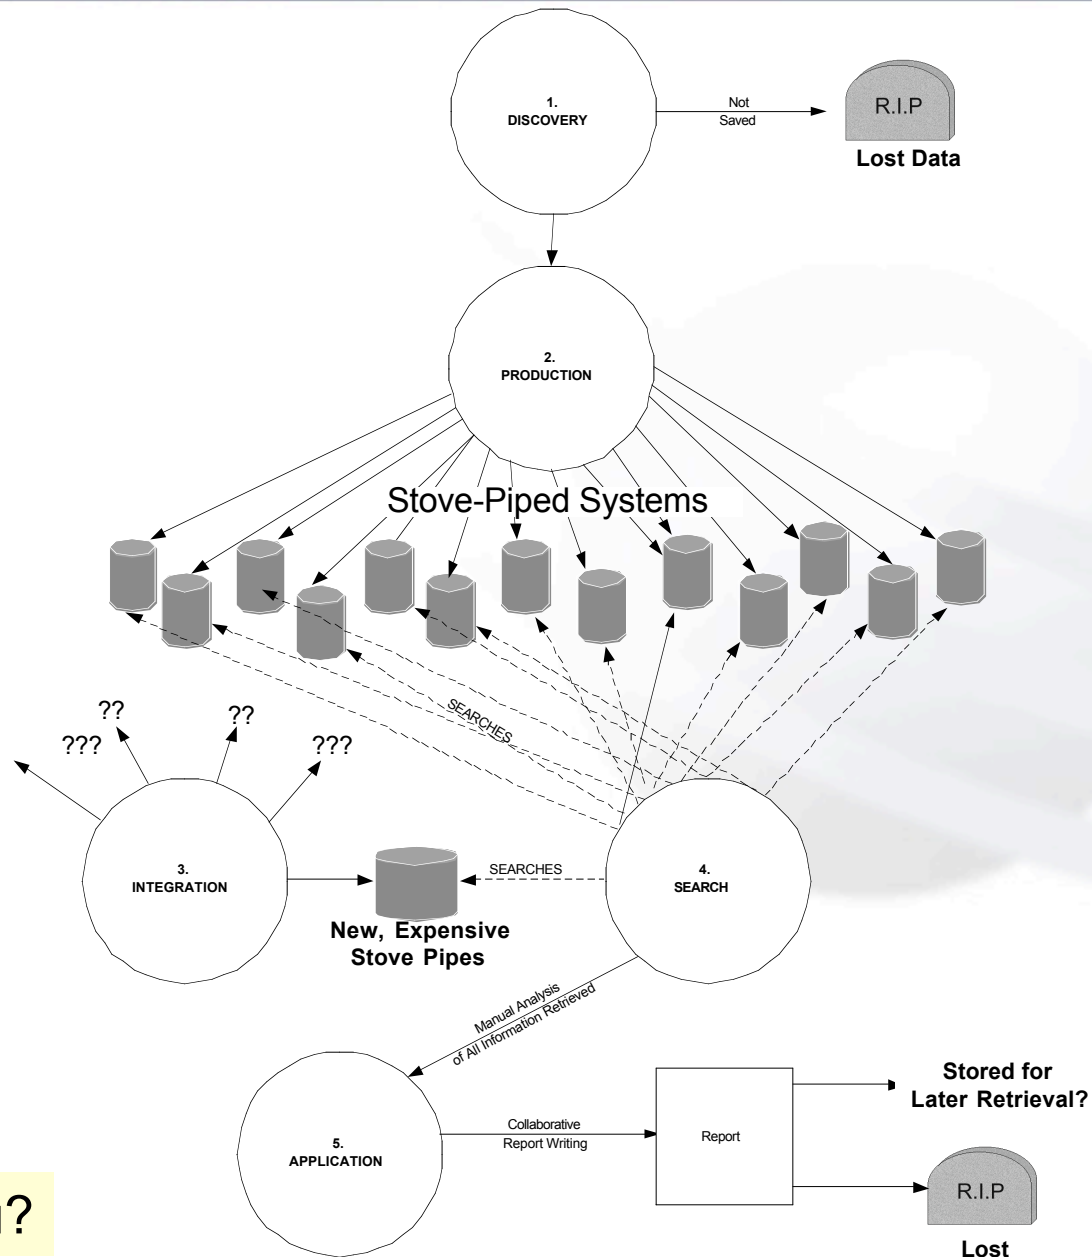 1.
DISCOVERY
Not
Saved
R.I.P
Lost Data
2.
PRODUCTION
Stove-Piped Systems
SEARCHES
??
??
???
???
3.
INTEGRATION
SEARCHES
4.
SEARCH
New, Expensive
Stove Pipes
Manual Analysis
of All Information Retrieved
5.
APPLICATION
Collaborative
Report Writing
Report
Stored for
Later Retrieval?
R.I.P
Lost
?